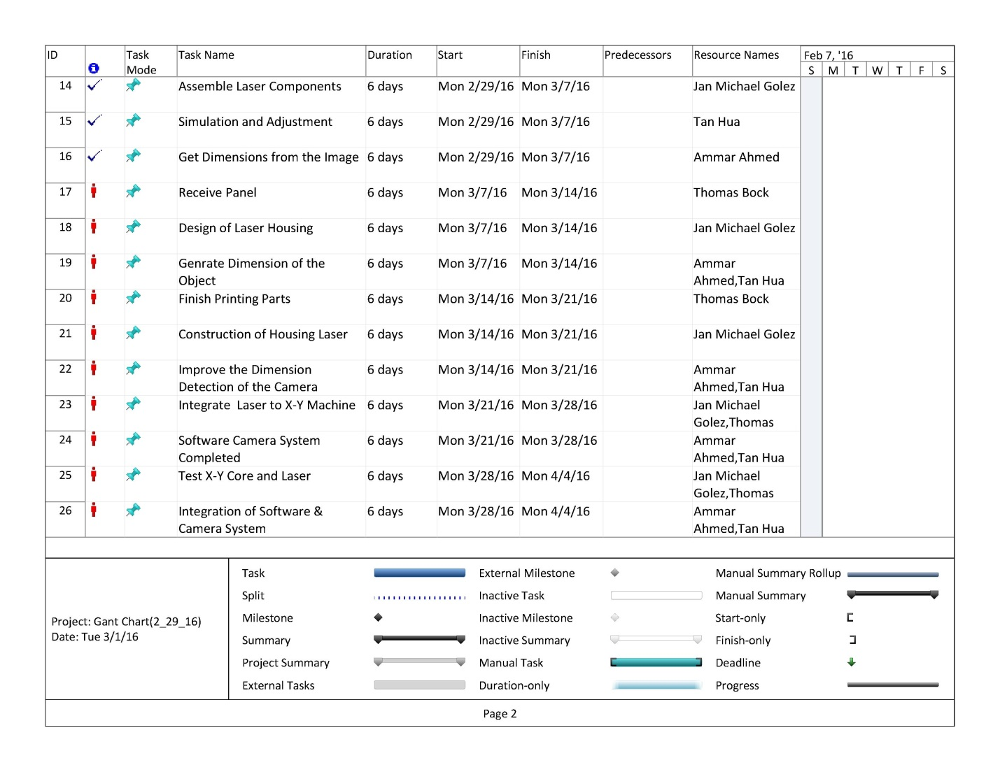 ID Task Task Name Duration Start Finish Predecessors Resource Names Feb 7, '16
Mode S M T W T F S
14 Assemble Laser Components 6 days Mon 2/29/16 Mon 3/7/16 Jan Michael Golez
15 Simulation and Adjustment 6 days Mon 2/29/16 Mon 3/7/16 Tan Hua
16 Get Dimensions from the Image 6 days Mon 2/29/16 Mon 3/7/16 Ammar Ahmed
17 Receive Panel 6 days Mon 3/7/16 Mon 3/14/16 Thomas Bock
18 Design of Laser Housing 6 days Mon 3/7/16 Mon 3/14/16 Jan Michael Golez
19 Genrate Dimension of the 6 days Mon 3/7/16 Mon 3/14/16 Ammar
Object Ahmed,Tan Hua
20 Finish Printing Parts 6 days Mon 3/14/16 Mon 3/21/16 Thomas Bock
21 Construction of Housing Laser 6 days Mon 3/14/16 Mon 3/21/16 Jan Michael Golez
22 Improve the Dimension 6 days Mon 3/14/16 Mon 3/21/16 Ammar
Detection of the Camera Ahmed,Tan Hua
23 Integrate Laser to X-Y Machine 6 days Mon 3/21/16 Mon 3/28/16 Jan Michael
Golez,Thomas
24 Software Camera System 6 days Mon 3/21/16 Mon 3/28/16 Ammar
Completed Ahmed,Tan Hua
25 Test X-Y Core and Laser 6 days Mon 3/28/16 Mon 4/4/16 Jan Michael
Golez,Thomas
26 Integration of Software & 6 days Mon 3/28/16 Mon 4/4/16 Ammar
Camera System Ahmed,Tan Hua
Project: Gant Chart(2_29_16)
Date: Tue 3/1/16
Task External Milestone Manual Summary Rollup
Split Inactive Task Manual Summary
Milestone Inactive Milestone Start-only
Summary Inactive Summary Finish-only
Project Summary Manual Task Deadline
External Tasks Duration-only Progress
Page 2